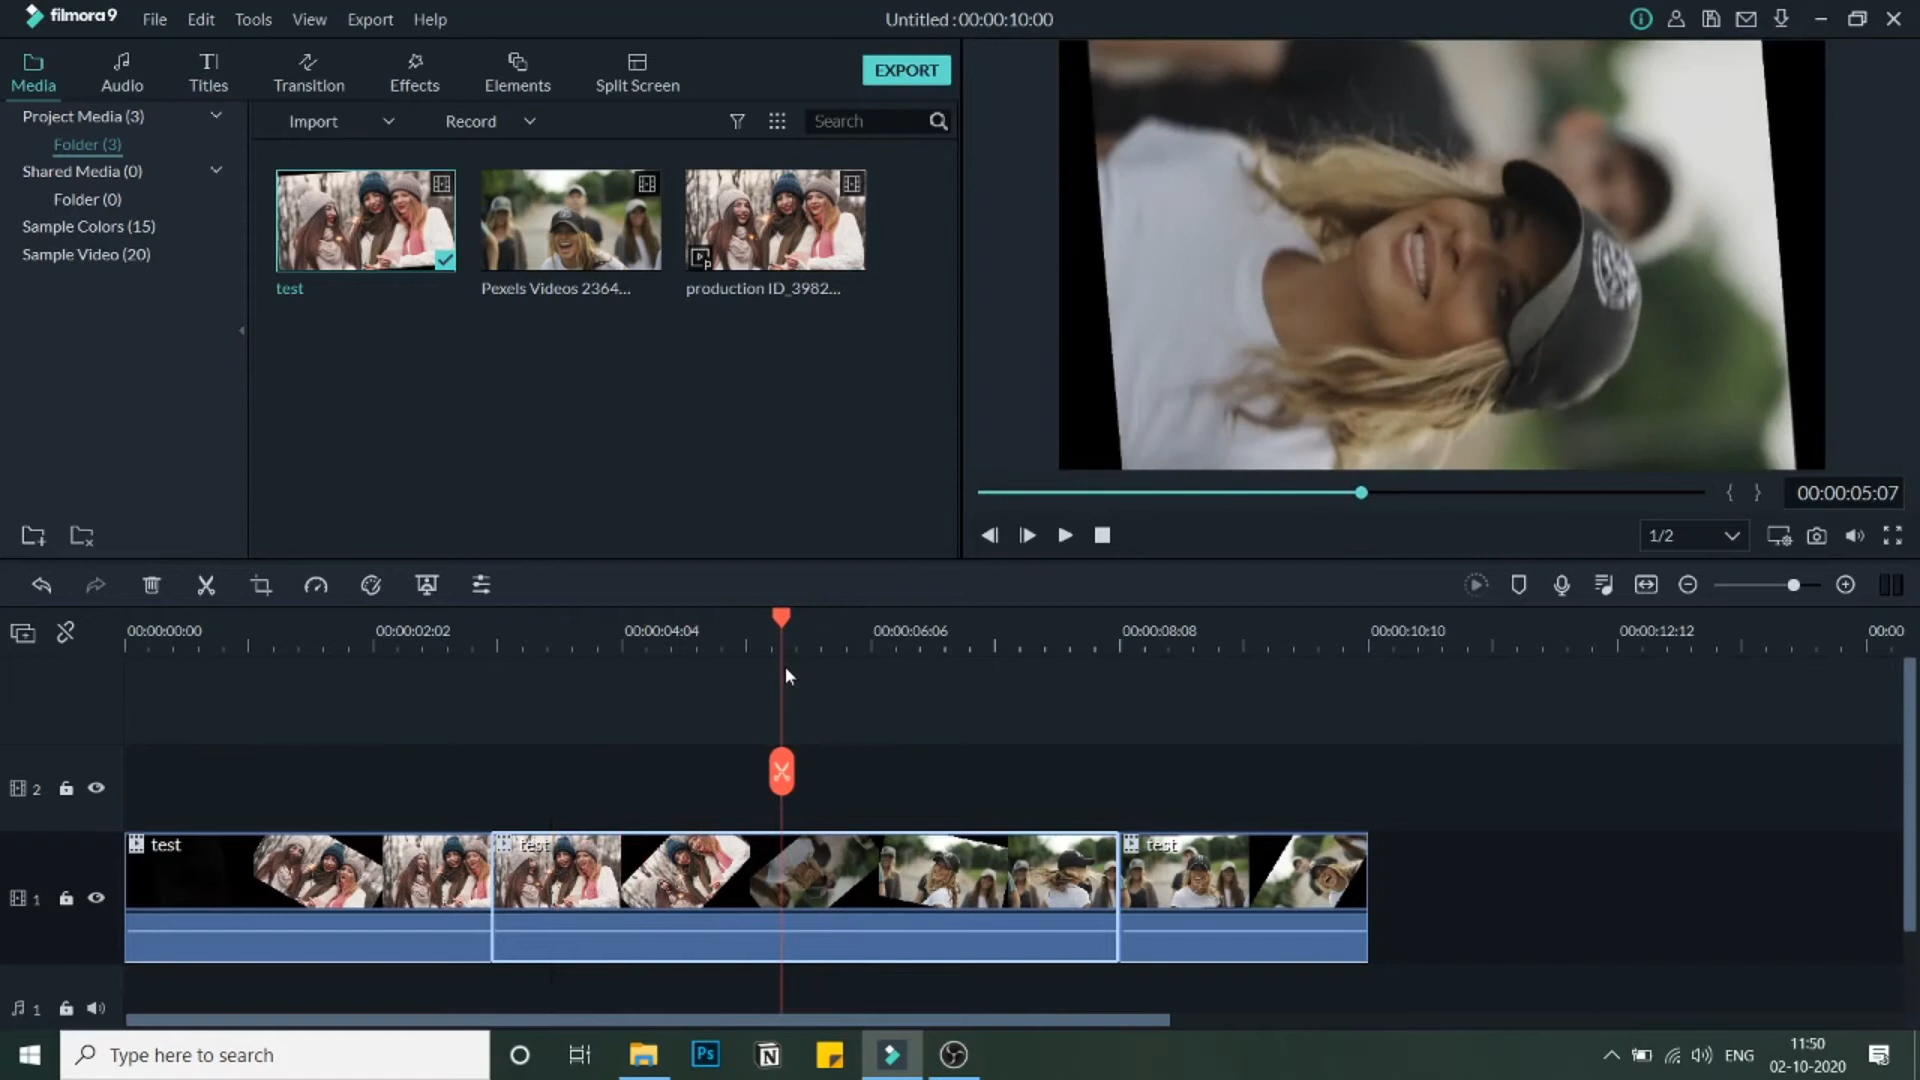 filmora9 File Edit Tools View Export Help Untitled : 00:00:10:00
Media Audio Titles Transition Effects Elements Split Screen EXPORT
Project Media (3)
Folder (3)
Shared Media (0)
Folder (0)
Sample Colors (15)
Sample Video (20)
Import Record Search
test Pexels Videos 2364... production ID_3982...
00:00:05:07
1/2
00:00:00:00 00:00:02:02 00:00:04:04 00:00:06:06 00:00:08:08 00:00:10:10 00:00:12:12 00:00
2
test test test
1
1
Type here to search Ps N ENG 11:50
02-10-2020